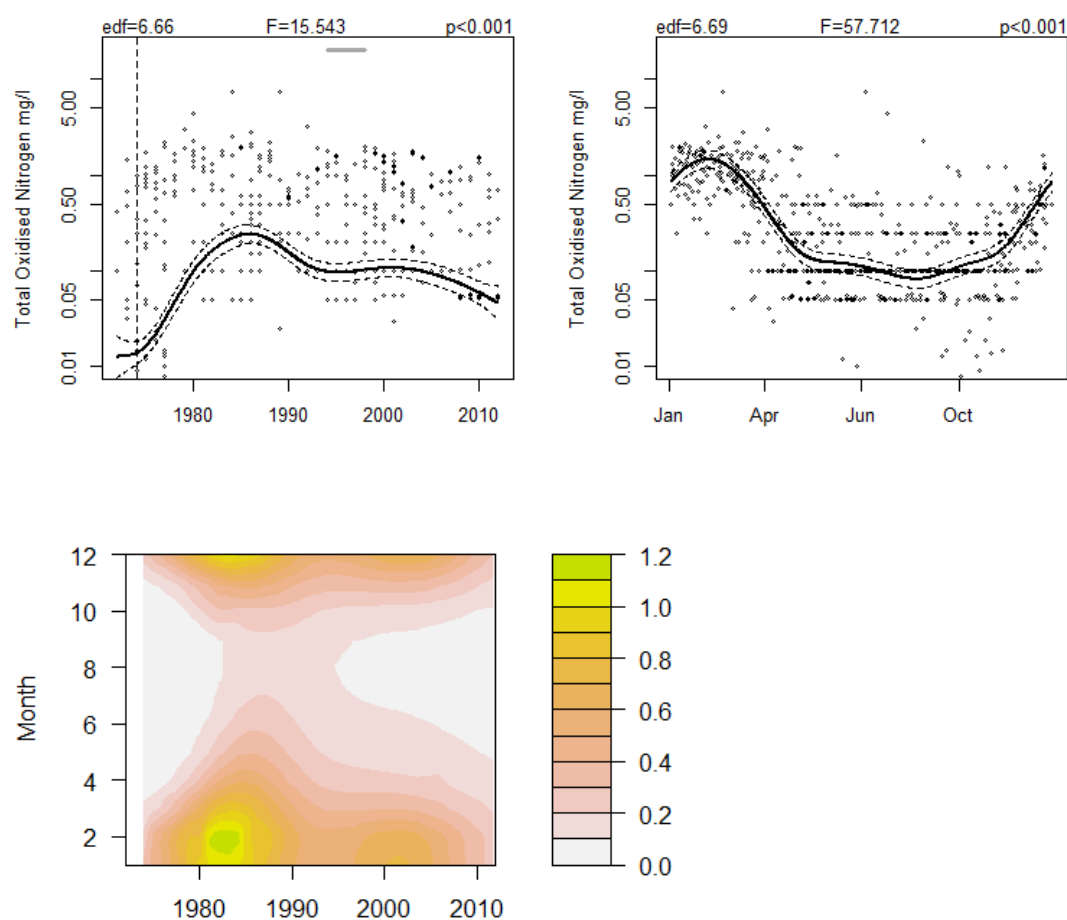 edf=6.66 F=15.543 p<0.001
Total Oxidised Nitrogen mg/l
5.00
0.50
0.05
0.01
1980 1990 2000 2010
edf=6.69 F=57.712 p<0.001
Total Oxidised Nitrogen mg/l
5.00
0.50
0.05
0.01
Jan Apr Jun Oct
Month
12
10
8
6
4
2
1980 1990 2000 2010
1.2
1.0
0.8
0.6
0.4
0.2
0.0